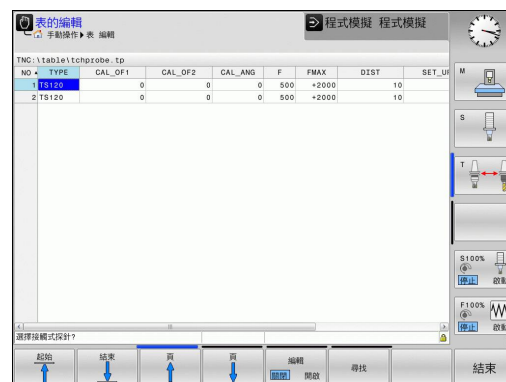 表的編輯
手動操作▶表 編輯
程式模擬 程式模擬
TNC:\table\tchprobe.tp
NO TYPE CAL_OF1 CAL_OF2 CAL_ANG F FMAX DIST SET_UP
1 TS120 0 0 0 500 +2000 10
2 TS120 0 0 0 500 +2000 10
選擇接觸式探針?
M
S
T
S100%
停止 啟動
F100%
停止 啟動
起始 結束 頁 頁 編輯 尋找 結束
關閉 開啟